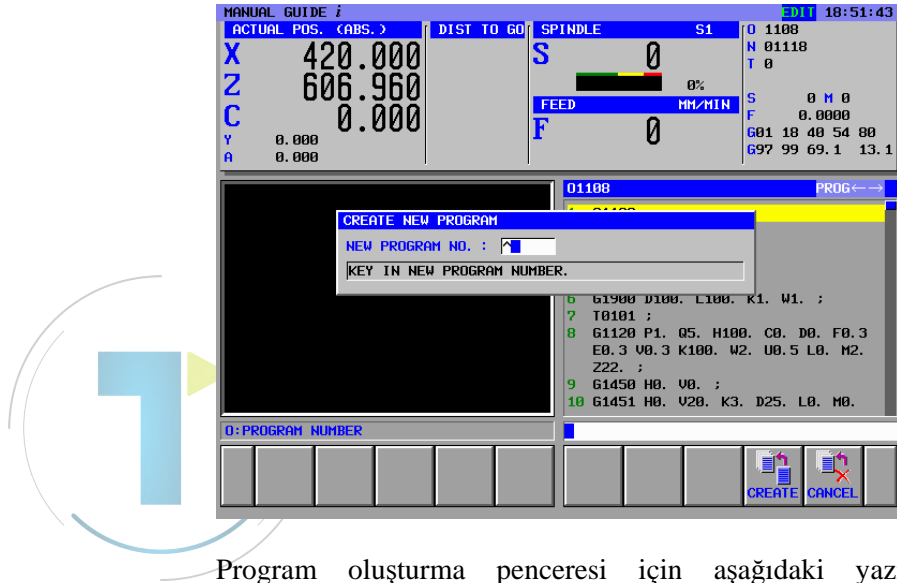 MANUAL GUIDE i EDIT 18:51:43
ACTUAL POS. (ABS.) DIST TO GO SPINDLE S1 O 1108
X 420.000 S 0 N 01118
T 0
Z 606.960 0%
FEED MM/MIN S 0 M 0
C 0.000 F 0 F 0.0000
Y 0.000 G01 18 40 54 80
A 0.000 G97 99 69.1 13.1
O1108 PROG←→
CREATE NEW PROGRAM
NEW PROGRAM NO. : ^
KEY IN NEW PROGRAM NUMBER.
6 G1900 D100. L100. K1. W1. ;
7 T0101 ;
8 G1120 P1. Q5. H100. C0. D0. F0.3
E0.3 V0.3 K100. W2. U0.5 L0. M2.
Z22. ;
9 G1450 H0. V0. ;
10 G1451 H0. V20. K3. D25. L0. M0.
O:PROGRAM NUMBER
CREATE CANCEL
Program oluşturma penceresi için aşağıdaki yaz